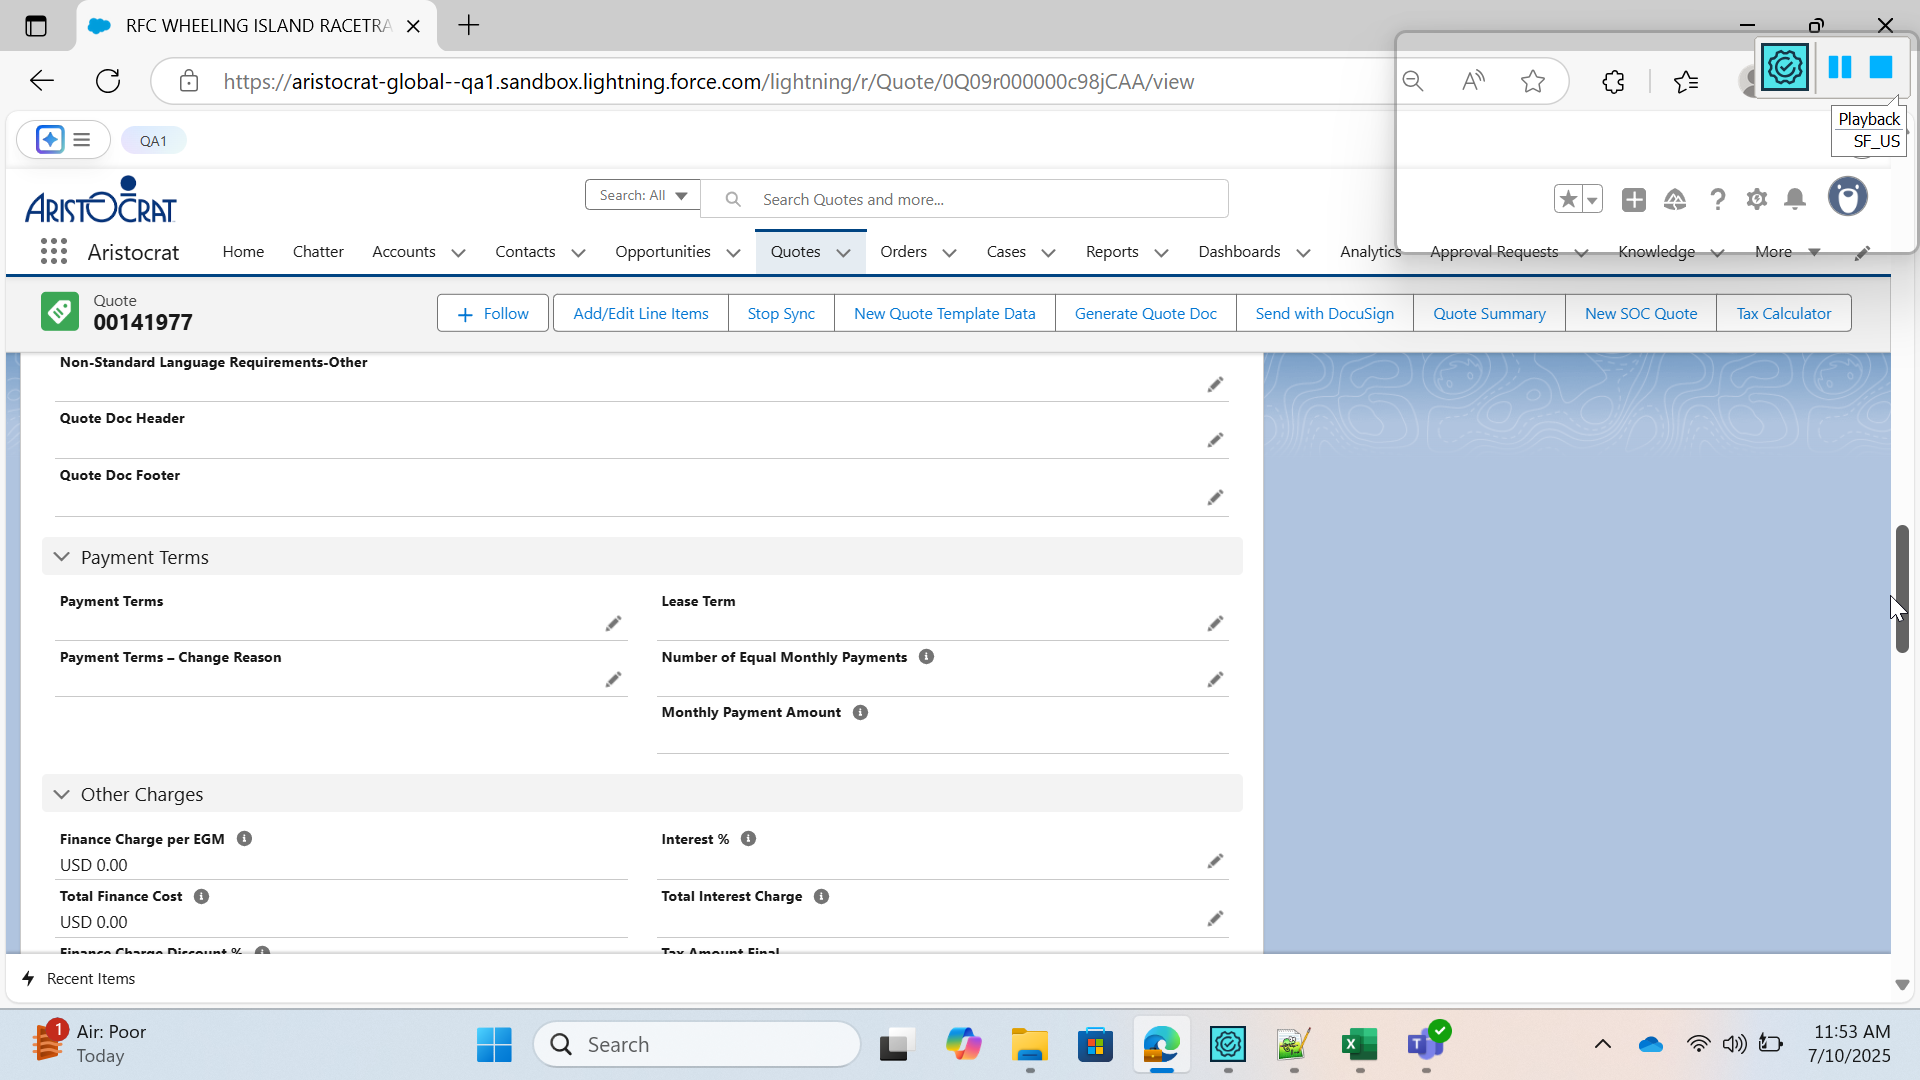 RFC WHEELING ISLAND RACETRA
https://aristocrat-global--qa1.sandbox.lightning.force.com/lightning/r/Quote/0Q09r000000c98jCAA/view
Playback
SF_US
QA1
ARISTOCRAT
Search: All
Search Quotes and more...
Aristocrat
Home
Chatter
Accounts
Contacts
Opportunities
Quotes
Orders
Cases
Reports
Dashboards
Analytics
Approval Requests
Knowledge
More
Quote
00141977
Follow
Add/Edit Line Items
Stop Sync
New Quote Template Data
Generate Quote Doc
Send with DocuSign
Quote Summary
New SOC Quote
Tax Calculator
Non-Standard Language Requirements-Other
Quote Doc Header
Quote Doc Footer
Payment Terms
Payment Terms
Lease Term
Payment Terms – Change Reason
Number of Equal Monthly Payments
Monthly Payment Amount
Other Charges
Finance Charge per EGM
USD 0.00
Interest %
Total Finance Cost
USD 0.00
Total Interest Charge
Finance Charge Discount %
Tax Amount Final
Recent Items
1
Air: Poor
Today
Search
11:53 AM
7/10/2025